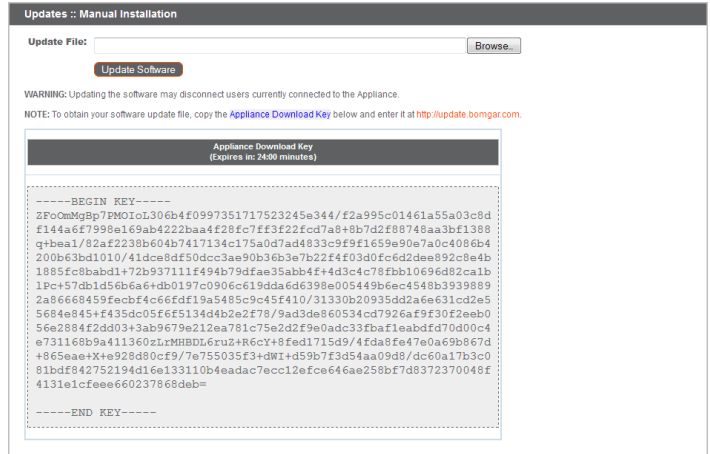 Updates :: Manual Installation
Update File:
Browse..
Update Software
WARNING: Updating the software may disconnect users currently connected to the Appliance.
NOTE: To obtain your software update file, copy the Appliance Download Key below and enter it at http://update.bomgar.com.
Appliance Download Key
(Expires in: 24:00 minutes)
-----BEGIN KEY-----
ZFoOmMgBp7PMOIoL306b4f0997351717523245e344/f2a995c01461a55a03c8d
f144a6f7998e169ab4222baa4f28fc7ff3f22fcd7a8+8b7d2f88748aa3bf1388
q+bea1/82af2238b604b7417134c175a0d7ad4833c9f9f1659e90e7a0c4086b4
200b63bd1010/41dce8df50dcc3ae90b36b3e7b22f4f03d0fc6d2dee892c8e4b
1885fc8babd1+72b937111f494b79dfae35abb4f+4d3c4c78fbb10696d82ca1b
1Pc+57db1d56b6a6+db0197c0906c619dda6d6398e005449b6ec4548b3939889
2a86668459fecbf4c66fdf19a5485c9c45f410/31330b20935dd2a6e631cd2e5
5684e845+f435dc05f6f5134d4b2e2f78/9ad3de860534cd7926af9f30f2eeb0
56e2884f2dd03+3ab9679e212ea781c75e2d2f9e0adc33fbaf1eabdfd70d00c4
e731168b9a411360zLrMHBDL6ruZ+R6cY+8fed1715d9/4fda8fe47e0a69b867d
+865eae+X+e928d80cf9/7e755035f3+dWI+d59b7f3d54aa09d8/dc60a17b3c0
81bdf842752194d16e133110b4eadac7ecc12efce646ae258bf7d8372370048f
4131e1cfeee660237868deb=
-----END KEY-----